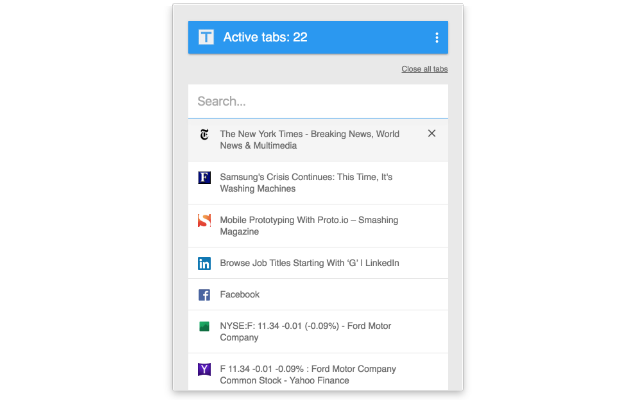 T Active tabs: 22
Close all tabs
Search...
T The New York Times - Breaking News, World
News & Multimedia
F Samsung's Crisis Continues: This Time, It's
Washing Machines
S Mobile Prototyping With Proto.io – Smashing
Magazine
in Browse Job Titles Starting With 'G' | LinkedIn
f Facebook
NYSE:F: 11.34 -0.01 (-0.09%) - Ford Motor
Company
Y F 11.34 -0.01 -0.09% : Ford Motor Company
Common Stock - Yahoo Finance